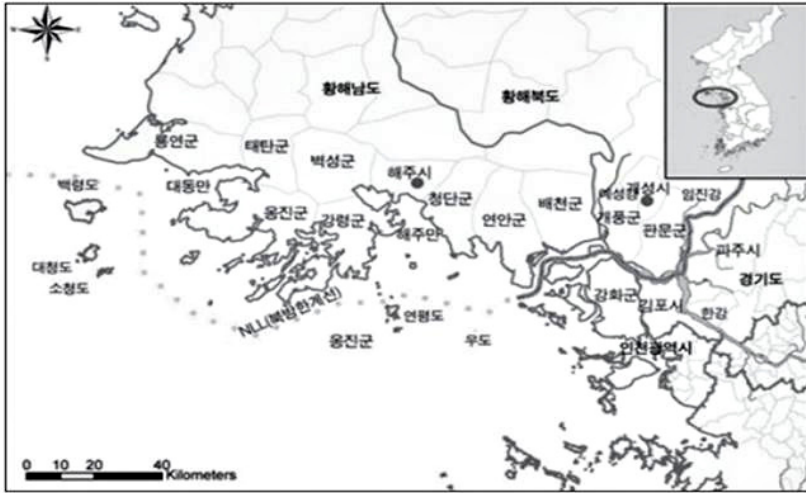 황해남도
황해북도
룡연군
태탄군
벽성군
해주시
청단군
배천군
예성강
개성시
임진강
백령도
대동만
옹진군
강령군
해주만
연안군
개풍군
판문군
파주시
대청도
소청도
경기도
강화군
김포시
한강
NLL(북방한계선)
연평도
옹진군
우도
인천광역시
0 10 20 40
Kilometers